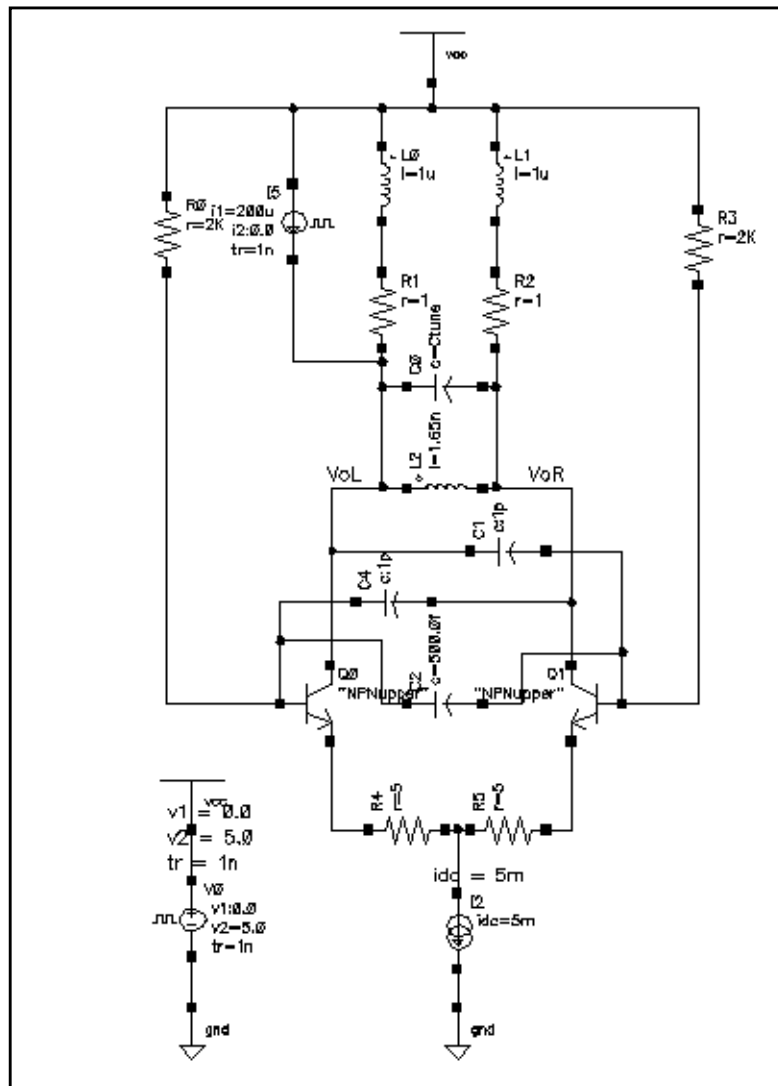 vcc
L0
l=1u
L1
l=1u
R0
r=2K
I5
i1=200u
i2:0.0
tr=1n
R3
r=2K
R1
r=1
R2
r=1
C0
c=Ctune
L2
l=1.65n
VoL
VoR
C1
c:1p
C4
c:1p
C2
c=500.0f
Q0
"NPNupper"
Q1
"NPNupper"
R4
r=5
R5
r=5
vcc
v1 = 0.0
v2 = 5.0
tr = 1n
V0
v1:0.0
v2=5.0
tr=1n
gnd
idc = 5m
I2
idc=5m
gnd